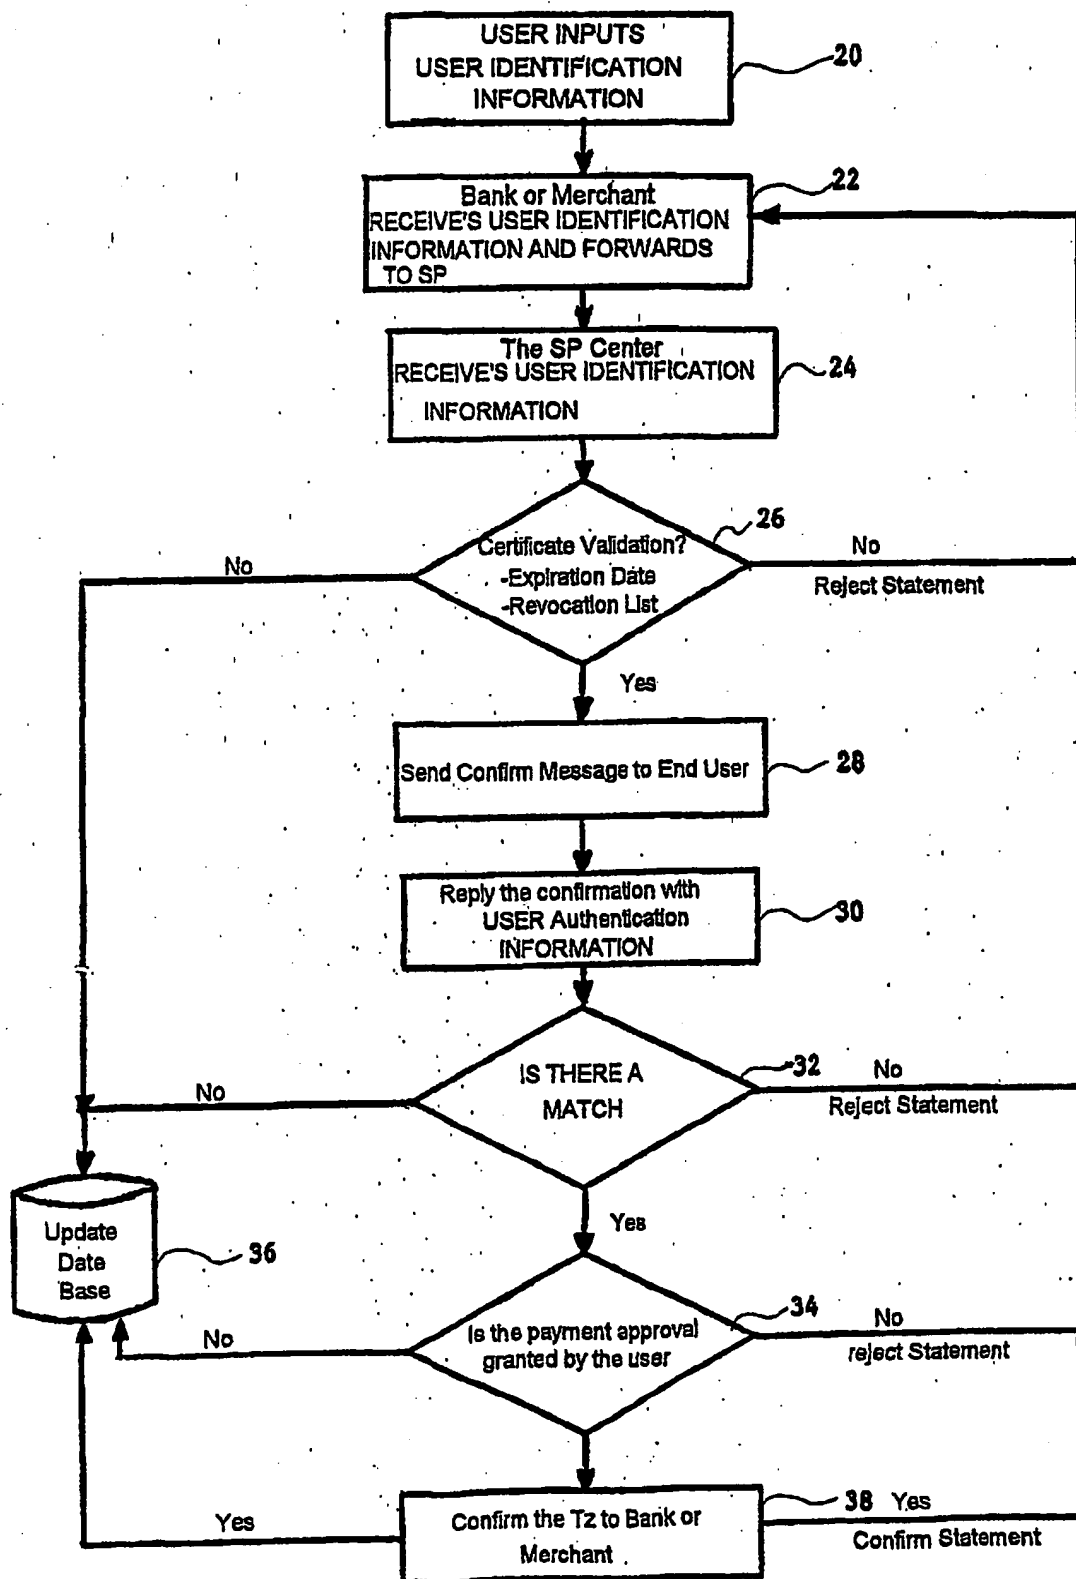 USER INPUTS
USER IDENTIFICATION
INFORMATION
20
Bank or Merchant
RECEIVE'S USER IDENTIFICATION
INFORMATION AND FORWARDS
TO SP
22
The SP Center
RECEIVE'S USER IDENTIFICATION
INFORMATION
24
Certificate Validation?
-Expiration Date
-Revocation List
26
No
No
Reject Statement
Yes
Send Confirm Message to End User
28
Reply the confirmation with
USER Authentication
INFORMATION
30
IS THERE A
MATCH
32
No
No
Reject Statement
Yes
Update
Date
Base
36
Is the payment approval
granted by the user
34
No
No
reject Statement
Confirm the Tz to Bank or
Merchant
38
Yes
Yes
Confirm Statement